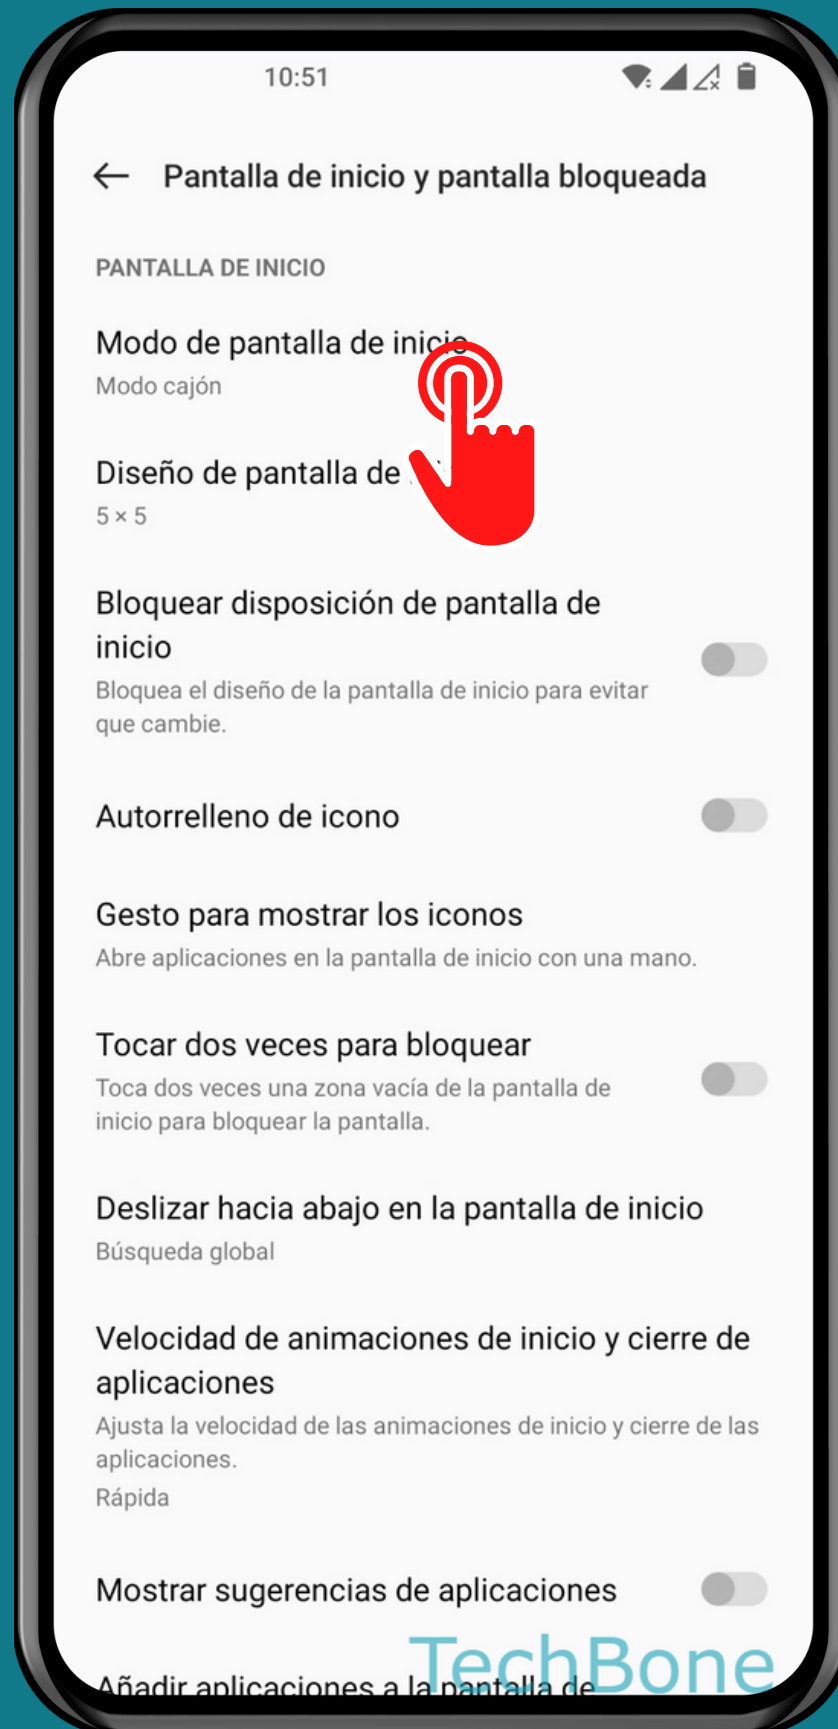 10:51
Pantalla de inicio y pantalla bloqueada
PANTALLA DE INICIO
Modo de pantalla de inicio
Modo cajón
Diseño de pantalla de
5 × 5
Bloquear disposición de pantalla de
inicio
Bloquea el diseño de la pantalla de inicio para evitar
que cambie.
Autorrelleno de icono
Gesto para mostrar los iconos
Abre aplicaciones en la pantalla de inicio con una mano.
Tocar dos veces para bloquear
Toca dos veces una zona vacía de la pantalla de
inicio para bloquear la pantalla.
Deslizar hacia abajo en la pantalla de inicio
Búsqueda global
Velocidad de animaciones de inicio y cierre de
aplicaciones
Ajusta la velocidad de las animaciones de inicio y cierre de las
aplicaciones.
Rápida
Mostrar sugerencias de aplicaciones
Añadir aplicaciones a la pantalla de
TechBone